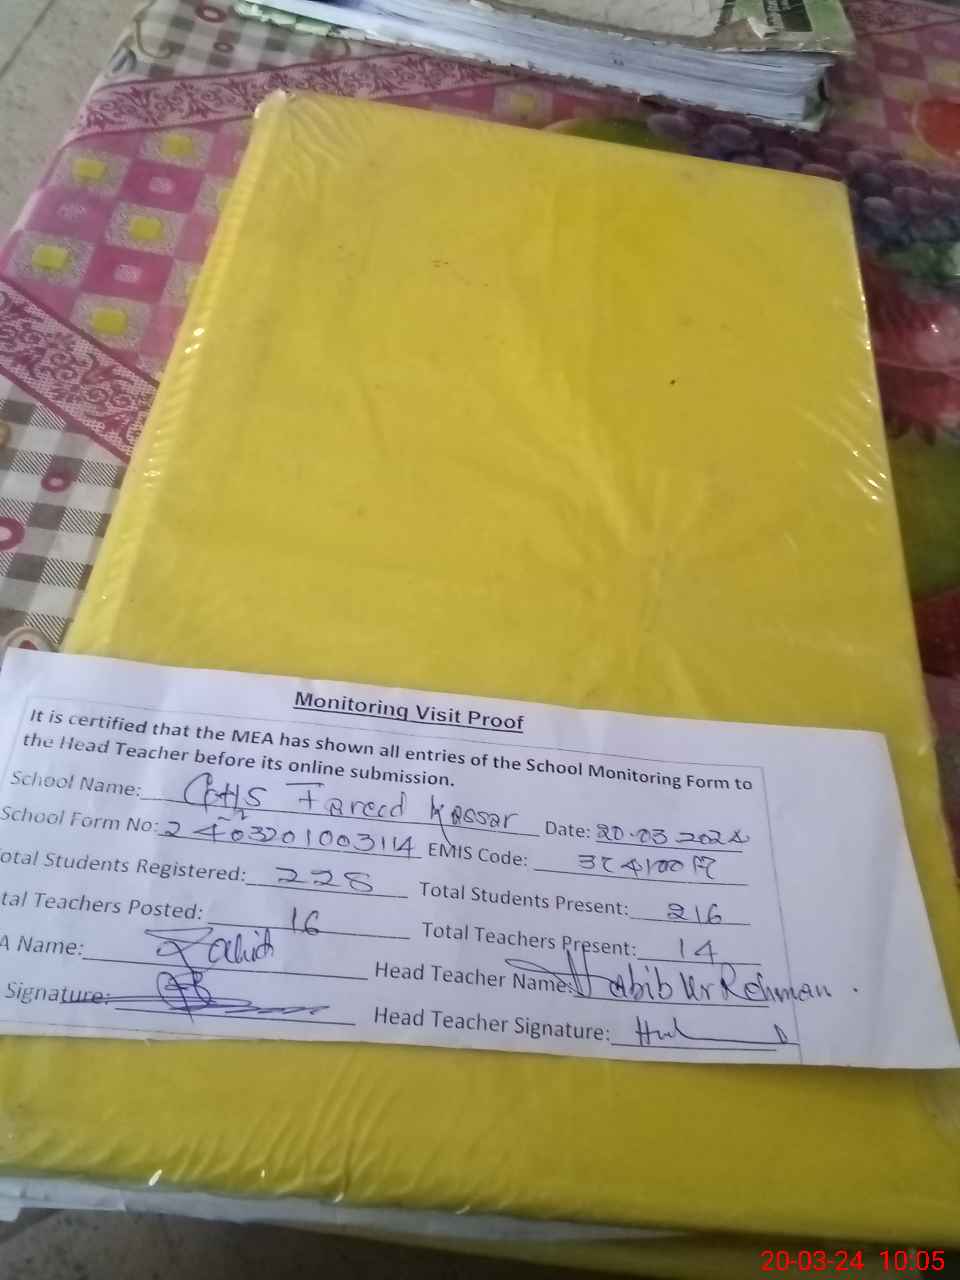 Monitoring Visit Proof
It is certified that the MEA has shown all entries of the School Monitoring Form to
the Head Teacher before its online submission.
School Name: GHS Fareed Kassar Date: 20.03.2024
School Form No: 2403201003114 EMIS Code:
otal Students Registered: 228 Total Students Present: 216
tal Teachers Posted: 16 Total Teachers Present: 14
A Name: Zahid Head Teacher Name: Habib Ur Rehman.
Signature: Head Teacher Signature:
20-03-24 10:05